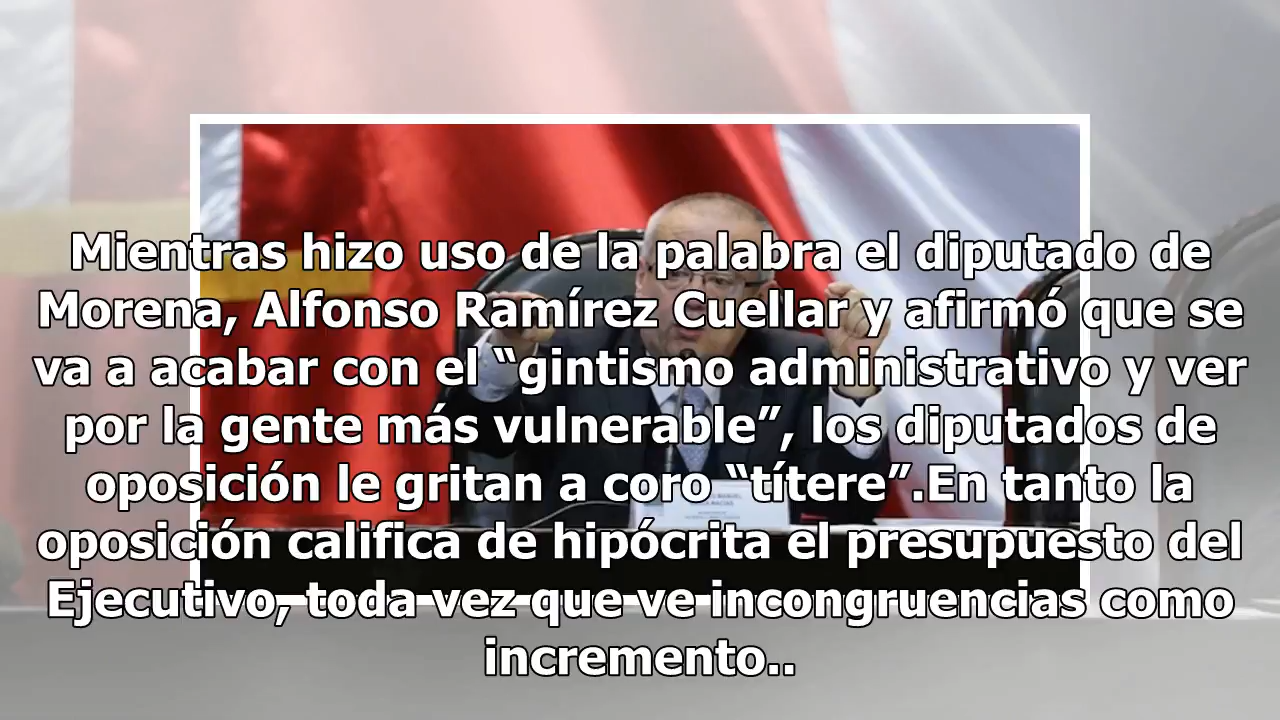 Mientras hizo uso de la palabra el diputado de
Morena, Alfonso Ramírez Cuellar y afirmó que se
va a acabar con el “gintismo administrativo y ver
por la gente más vulnerable”, los diputados de
oposición le gritan a coro “títere”.En tanto la
oposición califica de hipócrita el presupuesto del
Ejecutivo, toda vez que ve incongruencias como
incremento..